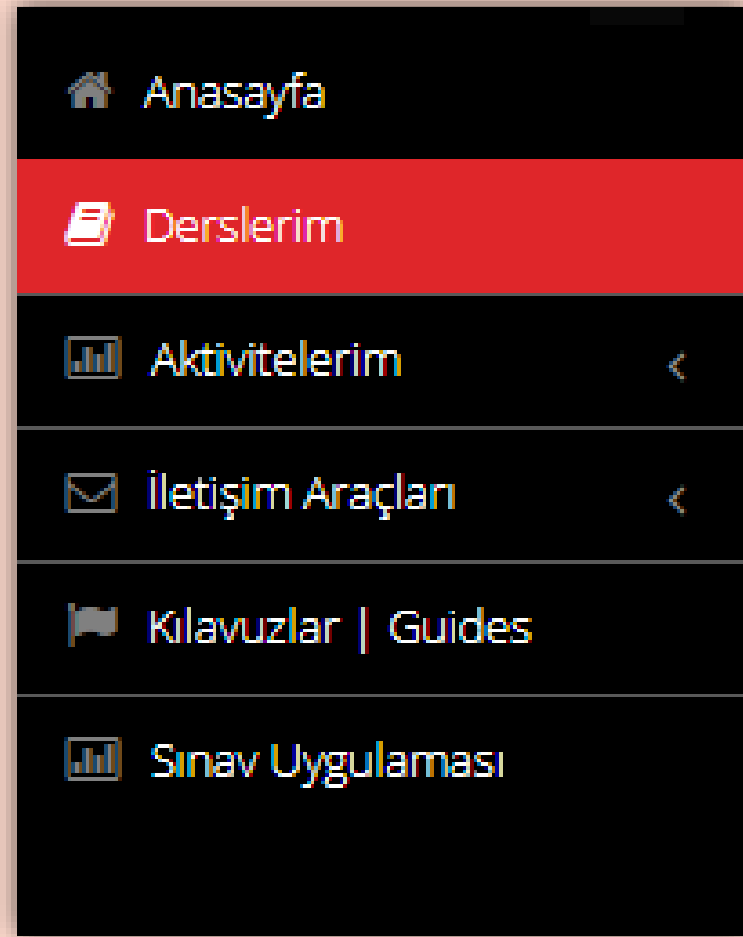 Anasayfa
Derslerim
Aktivitelerim
İletişim Araçları
Kılavuzlar | Guides
Sınav Uygulaması